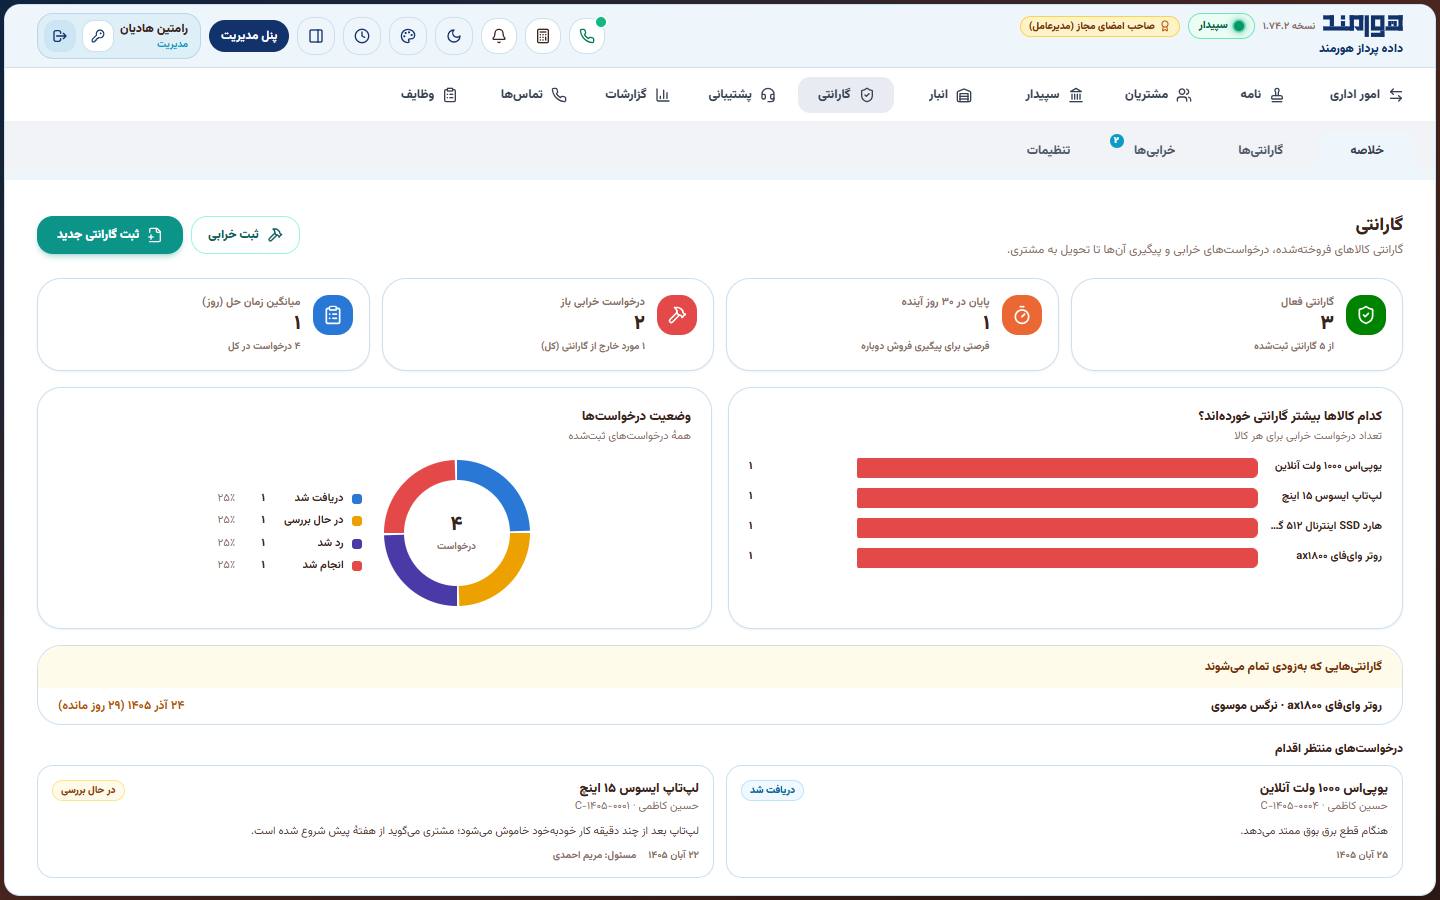 هورمند
نسخه ۱.۷۴.۲
سپیدار
صاحب امضای مجاز (مدیرعامل)
داده پرداز هورمند
پنل مدیریت
رامتین هادیان
مدیریت
امور اداری
نامه
مشتریان
سپیدار
انبار
گارانتی
پشتیبانی
گزارشات
تماس‌ها
وظایف
خلاصه
گارانتی‌ها
خرابی‌ها
۲
تنظیمات
گارانتی
گارانتی کالاهای فروخته‌شده، درخواست‌های خرابی و پیگیری آن‌ها تا تحویل به مشتری.
ثبت خرابی
ثبت گارانتی جدید
گارانتی فعال
۳
از ۵ گارانتی ثبت‌شده
پایان در ۳۰ روز آینده
۱
فرصتی برای پیگیری فروش دوباره
درخواست خرابی باز
۲
۱ مورد خارج از گارانتی (کل)
میانگین زمان حل (روز)
۱
۴ درخواست در کل
کدام کالاها بیشتر گارانتی خورده‌اند؟
تعداد درخواست خرابی برای هر کالا
یوپی‌اس ۱۰۰۰ ولت آنلاین ۱
لپ‌تاپ ایسوس ۱۵ اینچ ۱
هارد SSD اینترنال ۵۱۲ گ… ۱
روتر وای‌فای ax۱۸۰۰ ۱
وضعیت درخواست‌ها
همهٔ درخواست‌های ثبت‌شده
۴
درخواست
دریافت شد ۱ ۲۵٪
در حال بررسی ۱ ۲۵٪
رد شد ۱ ۲۵٪
انجام شد ۱ ۲۵٪
گارانتی‌هایی که به‌زودی تمام می‌شوند
روتر وای‌فای ax۱۸۰۰ · نرگس موسوی
۲۴ آذر ۱۴۰۵ (۲۹ روز مانده)
درخواست‌های منتظر اقدام
یوپی‌اس ۱۰۰۰ ولت آنلاین
دریافت شد
حسین کاظمی · C-۱۴۰۵-۰۰۰۴
هنگام قطع برق بوق ممتد می‌دهد.
۲۵ آبان ۱۴۰۵
لپ‌تاپ ایسوس ۱۵ اینچ
در حال بررسی
حسین کاظمی · C-۱۴۰۵-۰۰۰۱
لپ‌تاپ بعد از چند دقیقه کار خودبه‌خود خاموش می‌شود؛ مشتری می‌گوید از هفتهٔ پیش شروع شده است.
۲۲ آبان ۱۴۰۵ مسئول: مریم احمدی